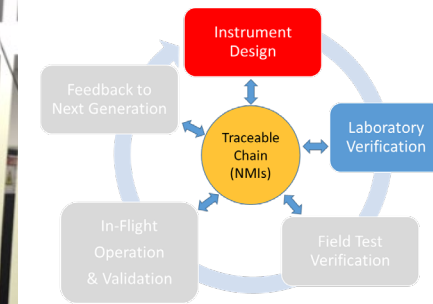 Instrument
Design
Feedback to
Next Generation
Traceable
Chain
(NMIs)
Laboratory
Verification
In-Flight
Operation
& Validation
Field Test
Verification